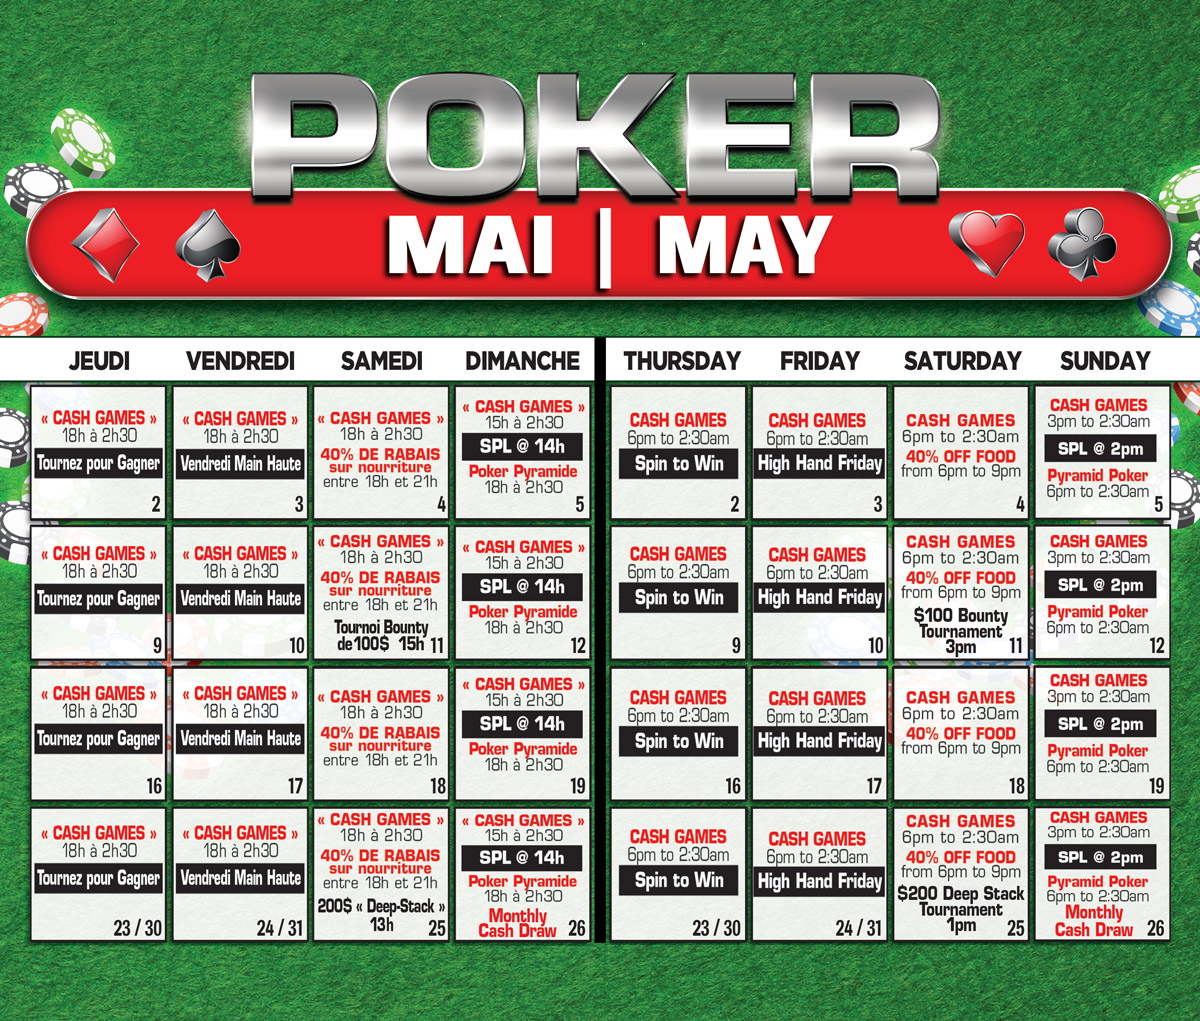 POKER
MAI | MAY
JEUDI VENDREDI SAMEDI DIMANCHE
« CASH GAMES »
18h à 2h30
Tournez pour Gagner
2
« CASH GAMES »
18h à 2h30
Vendredi Main Haute
3
« CASH GAMES »
18h à 2h30
40% DE RABAIS
sur nourriture
entre 18h et 21h
4
« CASH GAMES »
15h à 2h30
SPL @ 14h
Poker Pyramide
18h à 2h30
5
« CASH GAMES »
18h à 2h30
Tournez pour Gagner
9
« CASH GAMES »
18h à 2h30
Vendredi Main Haute
10
« CASH GAMES »
18h à 2h30
40% DE RABAIS
sur nourriture
entre 18h et 21h
Tournoi Bounty
de 100$ 15h 11
« CASH GAMES »
15h à 2h30
SPL @ 14h
Poker Pyramide
18h à 2h30
12
« CASH GAMES »
18h à 2h30
Tournez pour Gagner
16
« CASH GAMES »
18h à 2h30
Vendredi Main Haute
17
« CASH GAMES »
18h à 2h30
40% DE RABAIS
sur nourriture
entre 18h et 21h
18
« CASH GAMES »
15h à 2h30
SPL @ 14h
Poker Pyramide
18h à 2h30
19
« CASH GAMES »
18h à 2h30
Tournez pour Gagner
23 / 30
« CASH GAMES »
18h à 2h30
Vendredi Main Haute
24 / 31
« CASH GAMES »
18h à 2h30
40% DE RABAIS
sur nourriture
entre 18h et 21h
200$ « Deep-Stack »
13h 25
« CASH GAMES »
15h à 2h30
SPL @ 14h
Poker Pyramide
18h à 2h30
Monthly
Cash Draw 26
THURSDAY FRIDAY SATURDAY SUNDAY
CASH GAMES
6pm to 2:30am
Spin to Win
2
CASH GAMES
6pm to 2:30am
High Hand Friday
3
CASH GAMES
6pm to 2:30am
40% OFF FOOD
from 6pm to 9pm
4
CASH GAMES
3pm to 2:30am
SPL @ 2pm
Pyramid Poker
6pm to 2:30am 5
CASH GAMES
6pm to 2:30am
Spin to Win
9
CASH GAMES
6pm to 2:30am
High Hand Friday
10
CASH GAMES
6pm to 2:30am
40% OFF FOOD
from 6pm to 9pm
$100 Bounty
Tournament
3pm 11
CASH GAMES
3pm to 2:30am
SPL @ 2pm
Pyramid Poker
6pm to 2:30am
12
CASH GAMES
6pm to 2:30am
Spin to Win
16
CASH GAMES
6pm to 2:30am
High Hand Friday
17
CASH GAMES
6pm to 2:30am
40% OFF FOOD
from 6pm to 9pm
18
CASH GAMES
3pm to 2:30am
SPL @ 2pm
Pyramid Poker
6pm to 2:30am
19
CASH GAMES
6pm to 2:30am
Spin to Win
23 / 30
CASH GAMES
6pm to 2:30am
High Hand Friday
24 / 31
CASH GAMES
6pm to 2:30am
40% OFF FOOD
from 6pm to 9pm
$200 Deep Stack
Tournament
1pm 25
CASH GAMES
3pm to 2:30am
SPL @ 2pm
Pyramid Poker
6pm to 2:30am
Monthly
Cash Draw 26